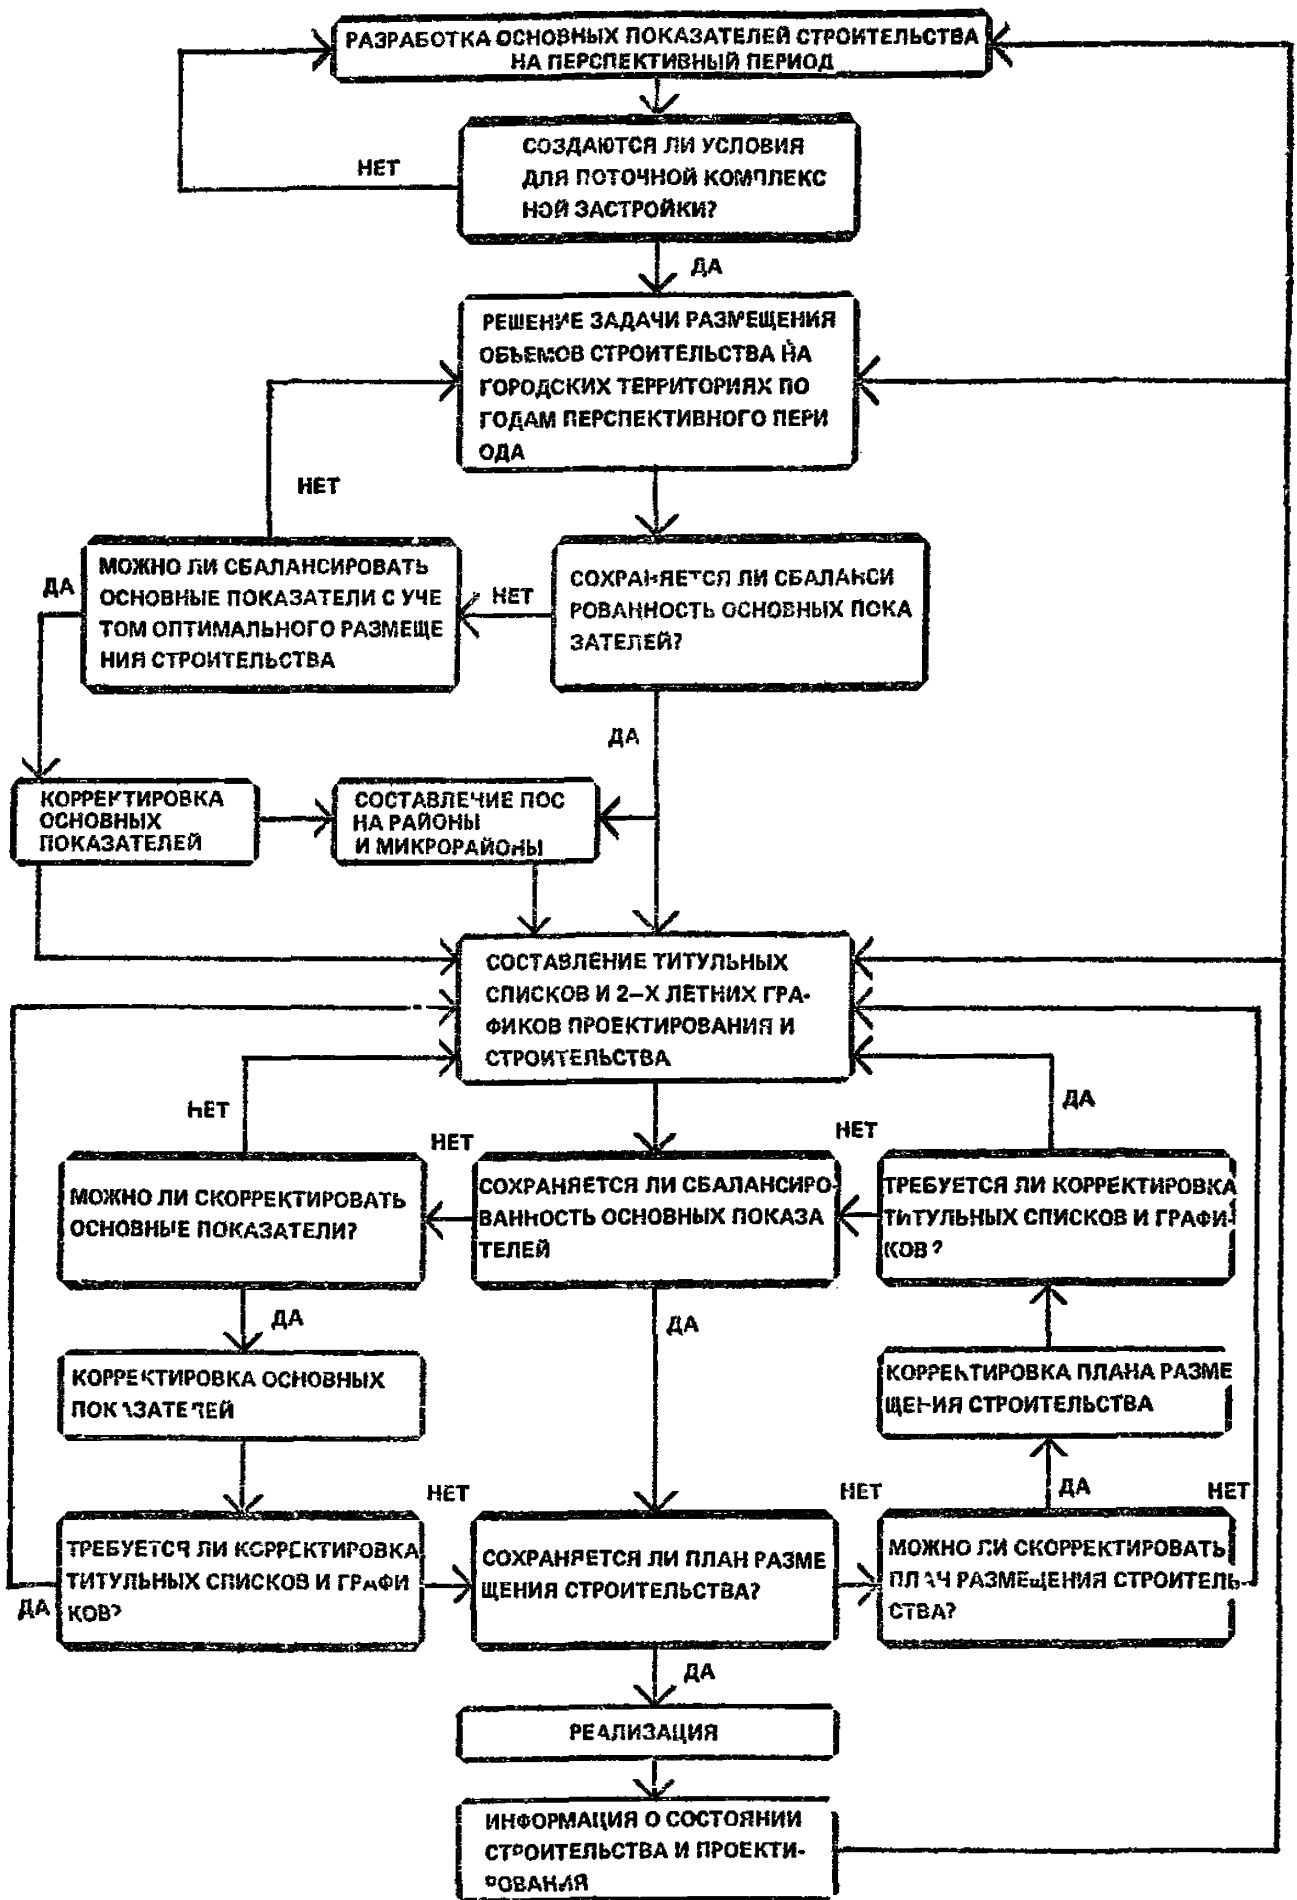 РАЗРАБОТКА ОСНОВНЫХ ПОКАЗАТЕЛЕЙ СТРОИТЕЛЬСТВА
НА ПЕРСПЕКТИВНЫЙ ПЕРИОД
СОЗДАЮТСЯ ЛИ УСЛОВИЯ
ДЛЯ ПОТОЧНОЙ КОМПЛЕКС
НОЙ ЗАСТРОЙКИ?
НЕТ
ДА
РЕШЕНИЕ ЗАДАЧИ РАЗМЕЩЕНИЯ
ОБЪЕМОВ СТРОИТЕЛЬСТВА НА
ГОРОДСКИХ ТЕРРИТОРИЯХ ПО
ГОДАМ ПЕРСПЕКТИВНОГО ПЕРИ
ОДА
НЕТ
ДА
МОЖНО ЛИ СБАЛАНСИРОВАТЬ
ОСНОВНЫЕ ПОКАЗАТЕЛИ С УЧЕ
ТОМ ОПТИМАЛЬНОГО РАЗМЕЩЕ
НИЯ СТРОИТЕЛЬСТВА
НЕТ
СОХРАНЯЕТСЯ ЛИ СБАЛАНСИ
РОВАННОСТЬ ОСНОВНЫХ ПОКА
ЗАТЕЛЕЙ?
ДА
КОРРЕКТИРОВКА
ОСНОВНЫХ
ПОКАЗАТЕЛЕЙ
СОСТАВЛЕНИЕ ПОС
НА РАЙОНЫ
И МИКРОРАЙОНЫ
СОСТАВЛЕНИЕ ТИТУЛЬНЫХ
СПИСКОВ И 2–Х ЛЕТНИХ ГРА-
ФИКОВ ПРОЕКТИРОВАНИЯ И
СТРОИТЕЛЬСТВА
НЕТ
НЕТ
НЕТ
ДА
МОЖНО ЛИ СКОРРЕКТИРОВАТЬ
ОСНОВНЫЕ ПОКАЗАТЕЛИ?
СОХРАНЯЕТСЯ ЛИ СБАЛАНСИРО-
ВАННОСТЬ ОСНОВНЫХ ПОКАЗА
ТЕЛЕЙ
ТРЕБУЕТСЯ ЛИ КОРРЕКТИРОВКА
ТИТУЛЬНЫХ СПИСКОВ И ГРАФИ-
КОВ?
ДА
ДА
КОРРЕКТИРОВКА ОСНОВНЫХ
ПОКАЗАТЕЛЕЙ
КОРРЕКТИРОВКА ПЛАНА РАЗМЕ
ЩЕНИЯ СТРОИТЕЛЬСТВА
НЕТ
НЕТ
ДА
НЕТ
ТРЕБУЕТСЯ ЛИ КОРРЕКТИРОВКА
ТИТУЛЬНЫХ СПИСКОВ И ГРАФИ
КОВ?
ДА
СОХРАНЯЕТСЯ ЛИ ПЛАН РАЗМЕ
ЩЕНИЯ СТРОИТЕЛЬСТВА?
МОЖНО ЛИ СКОРРЕКТИРОВАТЬ
ПЛАН РАЗМЕЩЕНИЯ СТРОИТЕЛЬ-
СТВА?
ДА
РЕАЛИЗАЦИЯ
ИНФОРМАЦИЯ О СОСТОЯНИИ
СТРОИТЕЛЬСТВА И ПРОЕКТИ-
РОВАНИЯ